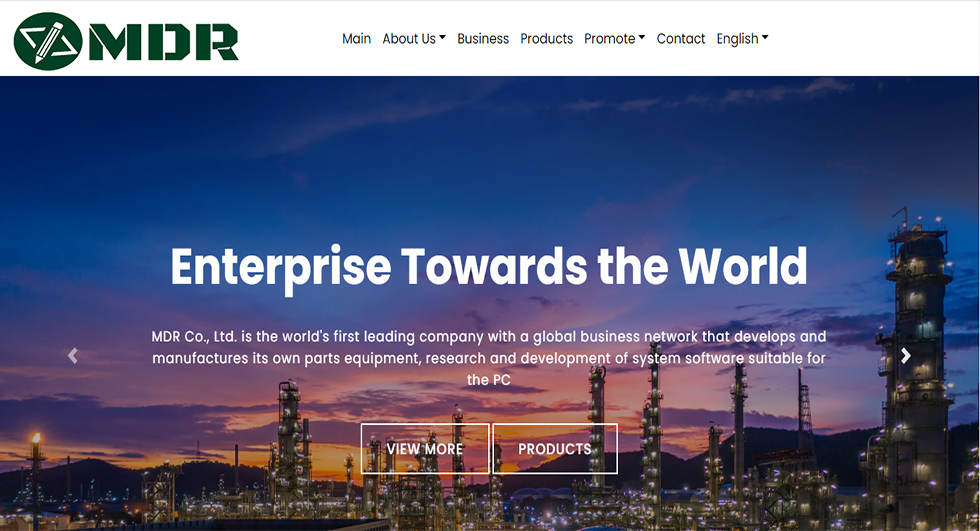 MDR
Main About Us Business Products Promote Contact English
Enterprise Towards the World
MDR Co., Ltd. is the world's first leading company with a global business network that develops and
manufactures its own parts equipment, research and development of system software suitable for
the PC
VIEW MORE PRODUCTS